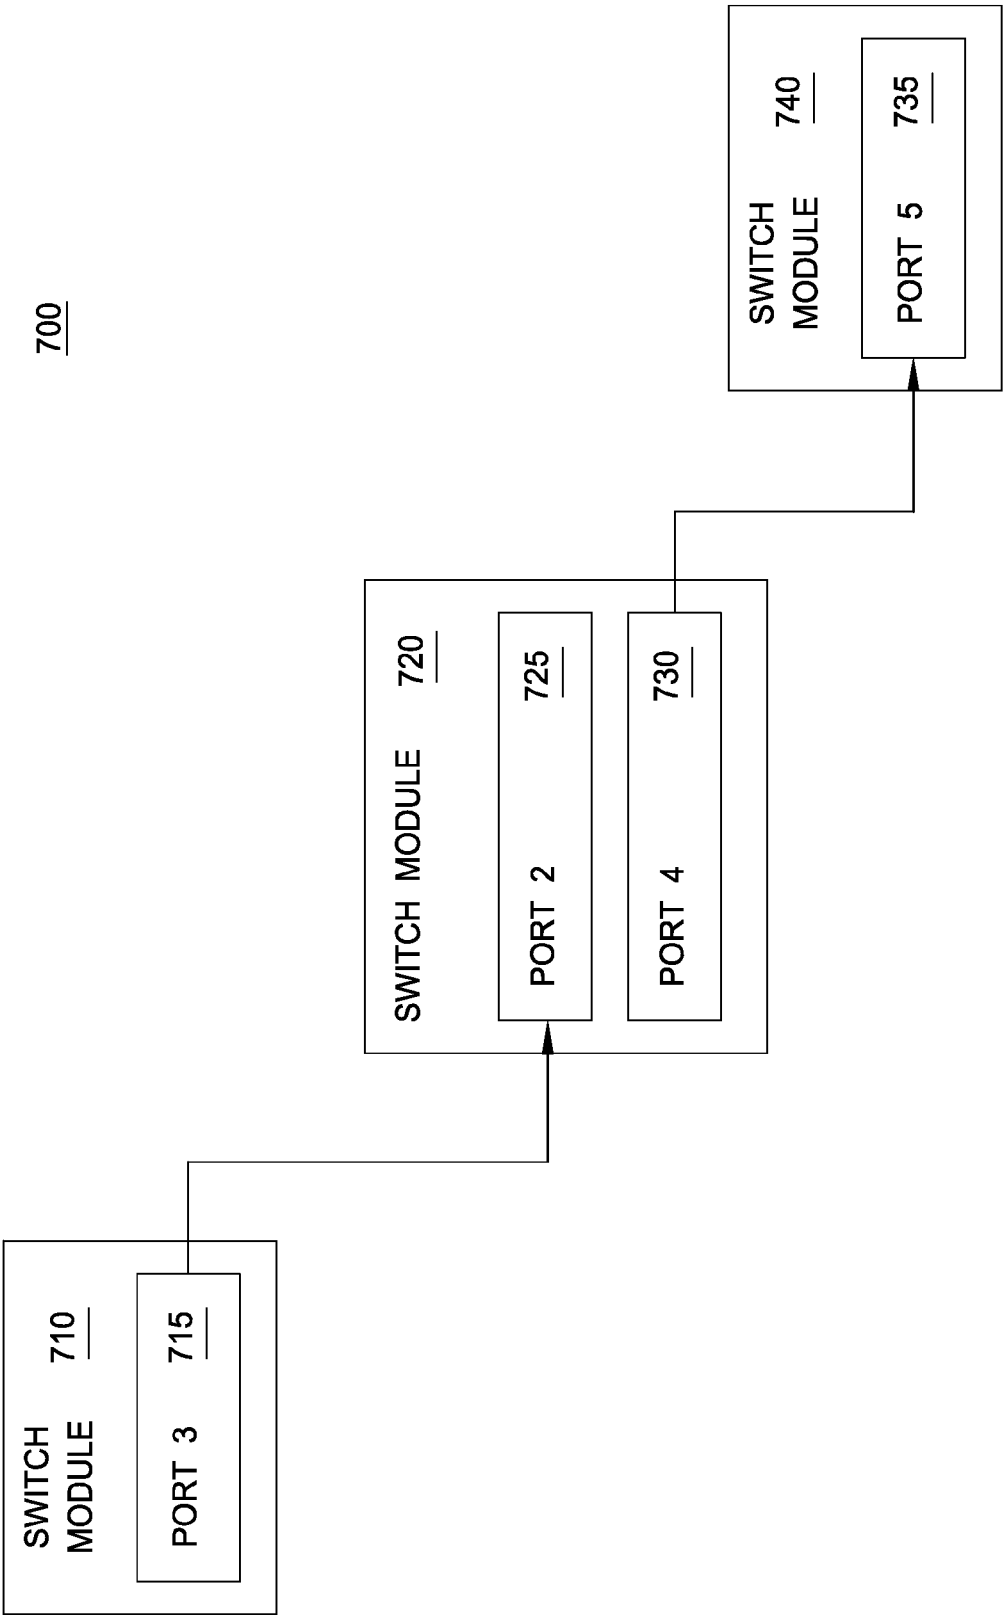 700
SWITCH
MODULE 710
PORT 3 715
SWITCH MODULE 720
PORT 2 725
PORT 4 730
SWITCH
MODULE 740
PORT 5 735